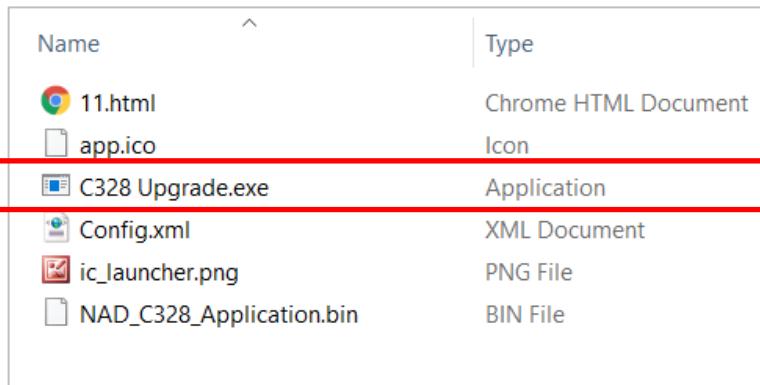 Name Type
11.html Chrome HTML Document
app.ico Icon
C328 Upgrade.exe Application
Config.xml XML Document
ic_launcher.png PNG File
NAD_C328_Application.bin BIN File